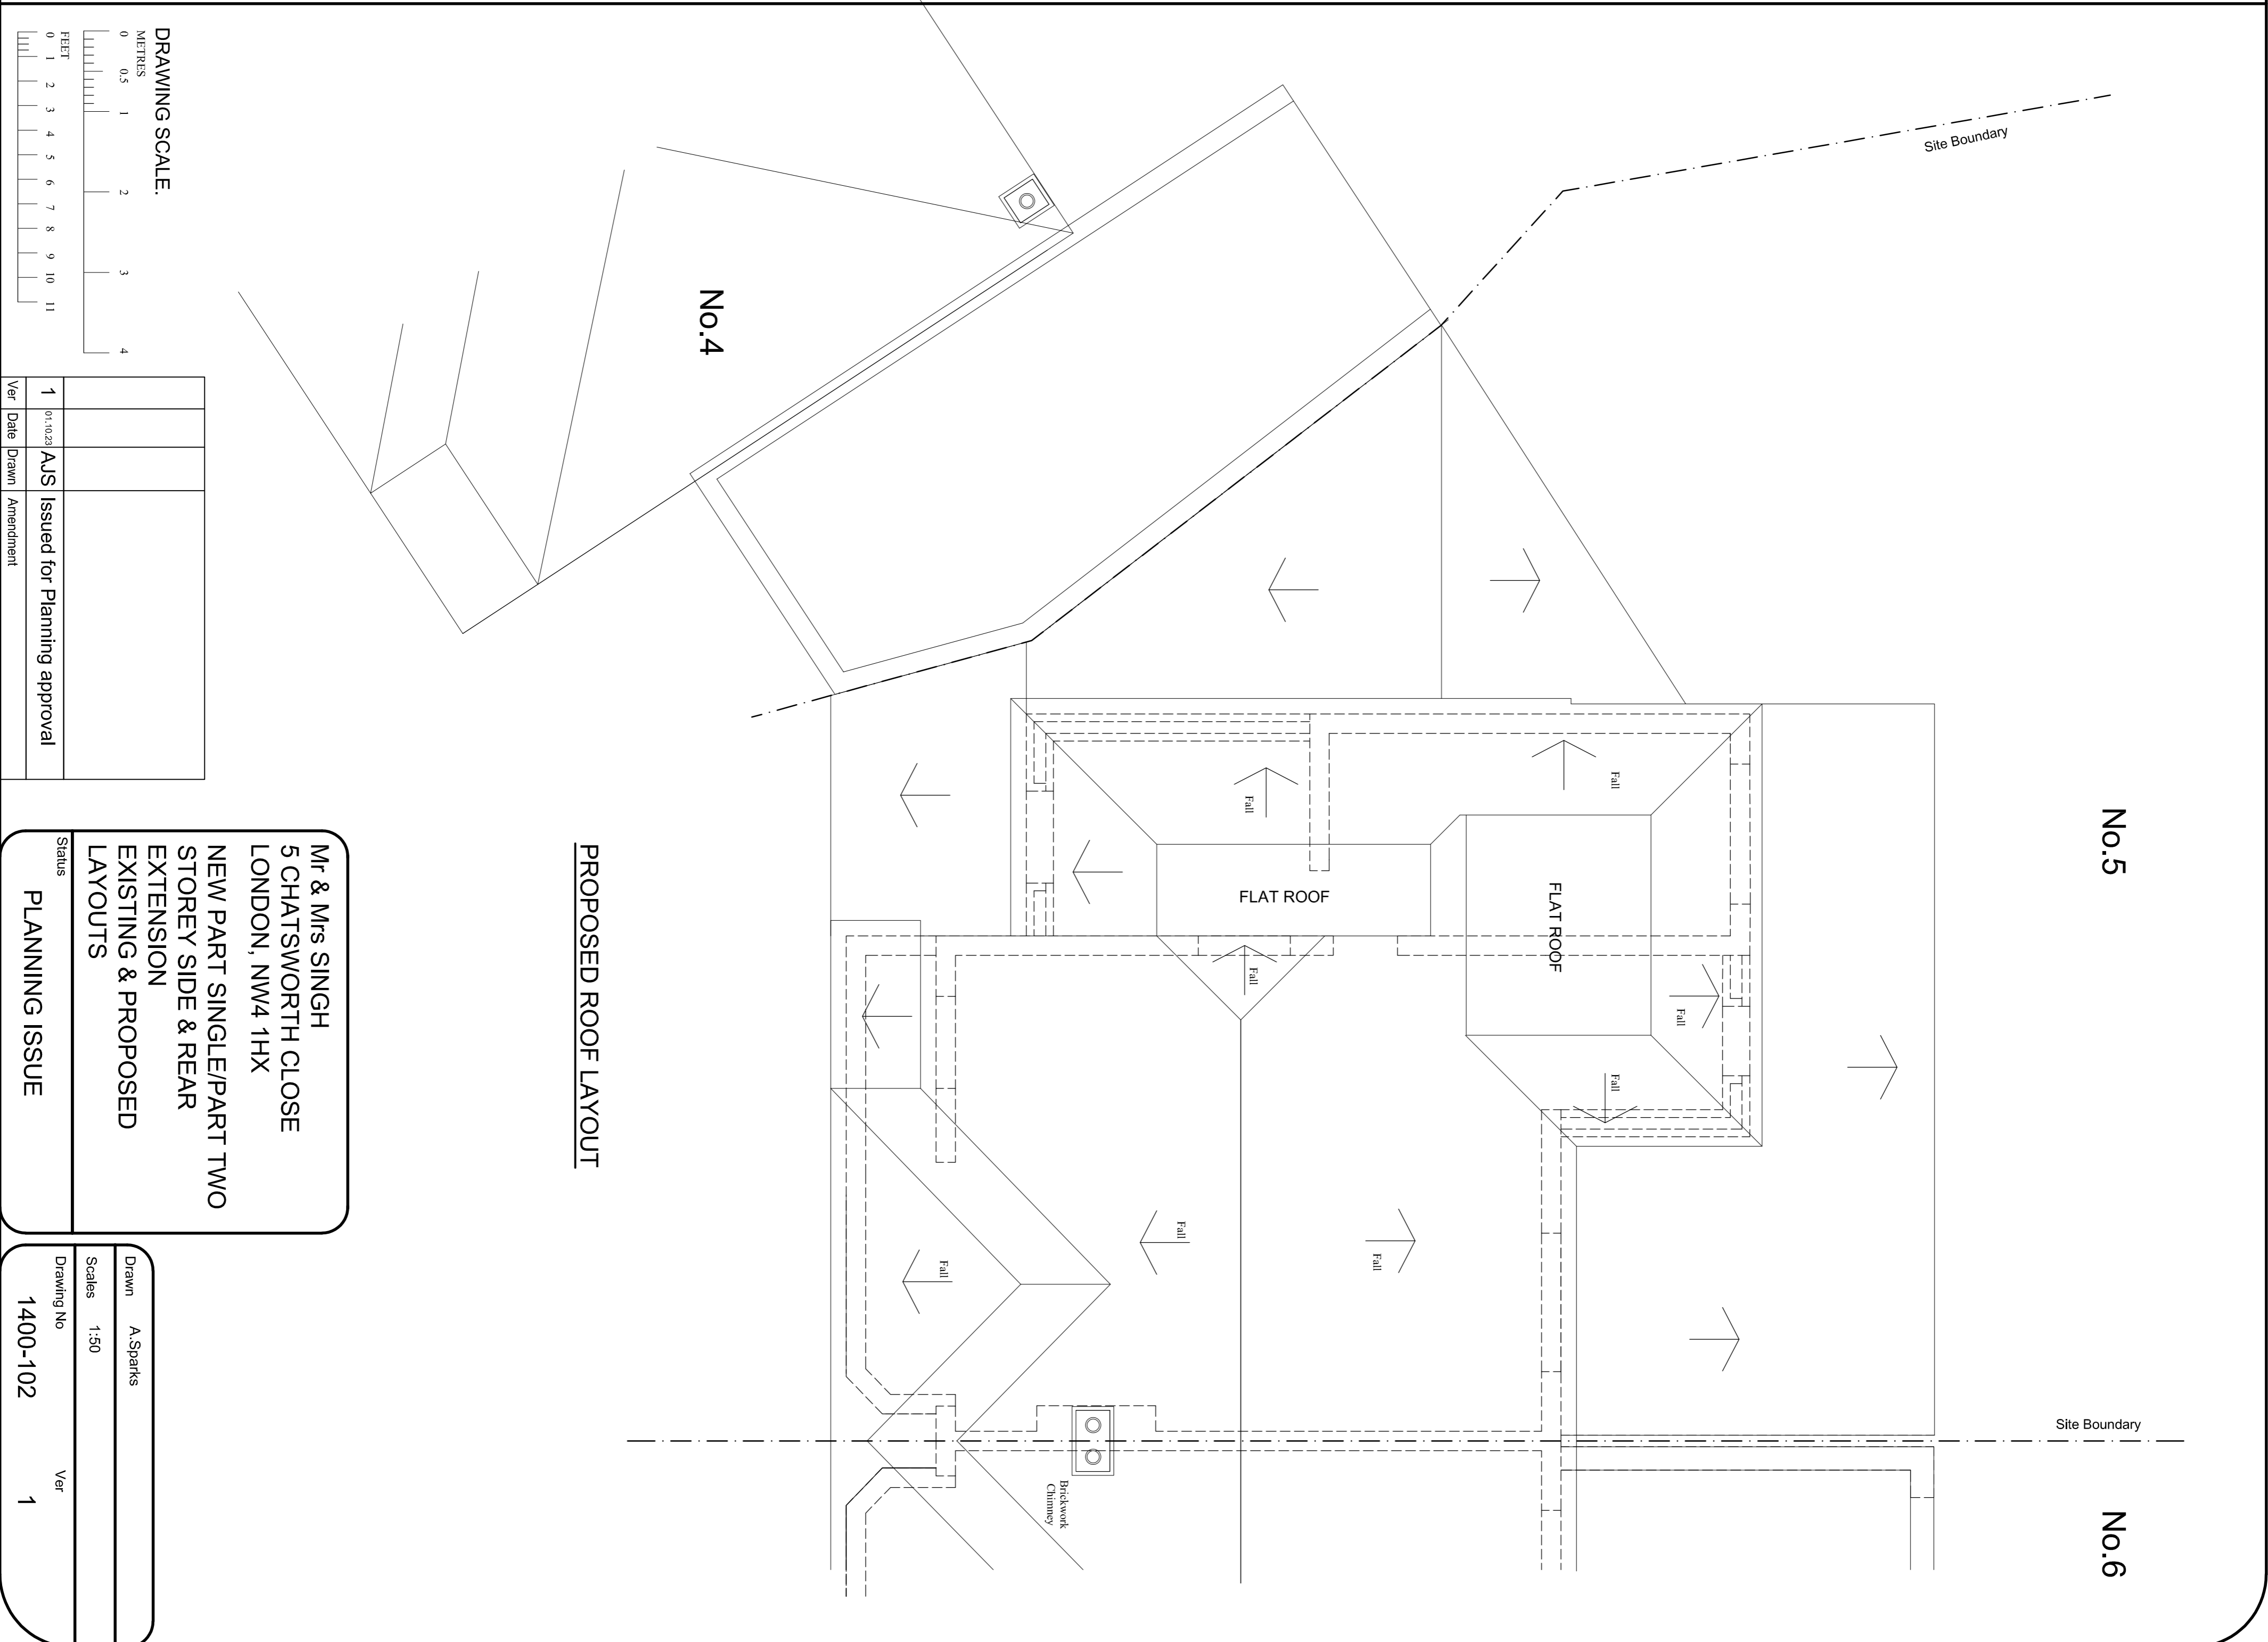 No.5
No.6
Site Boundary
Site Boundary
No.4
FLAT ROOF
FLAT ROOF
Fall
Fall
Fall
Fall
Fall
Fall
Fall
Fall
Brickwork
Chimney
PROPOSED ROOF LAYOUT
DRAWING SCALE.
METRES
0 0.5 1 2 3 4
FEET
0 1 2 3 4 5 6 7 8 9 10 11
1 01.10.23 AJS Issued for Planning approval
Ver Date Drawn Amendment
Mr & Mrs SINGH
5 CHATSWORTH CLOSE
LONDON, NW4 1HX
NEW PART SINGLE/PART TWO
STOREY SIDE & REAR
EXTENSION
EXISTING & PROPOSED
LAYOUTS
Status
PLANNING ISSUE
Drawn A.Sparks
Scales 1:50
Drawing No Ver
1400-102 1